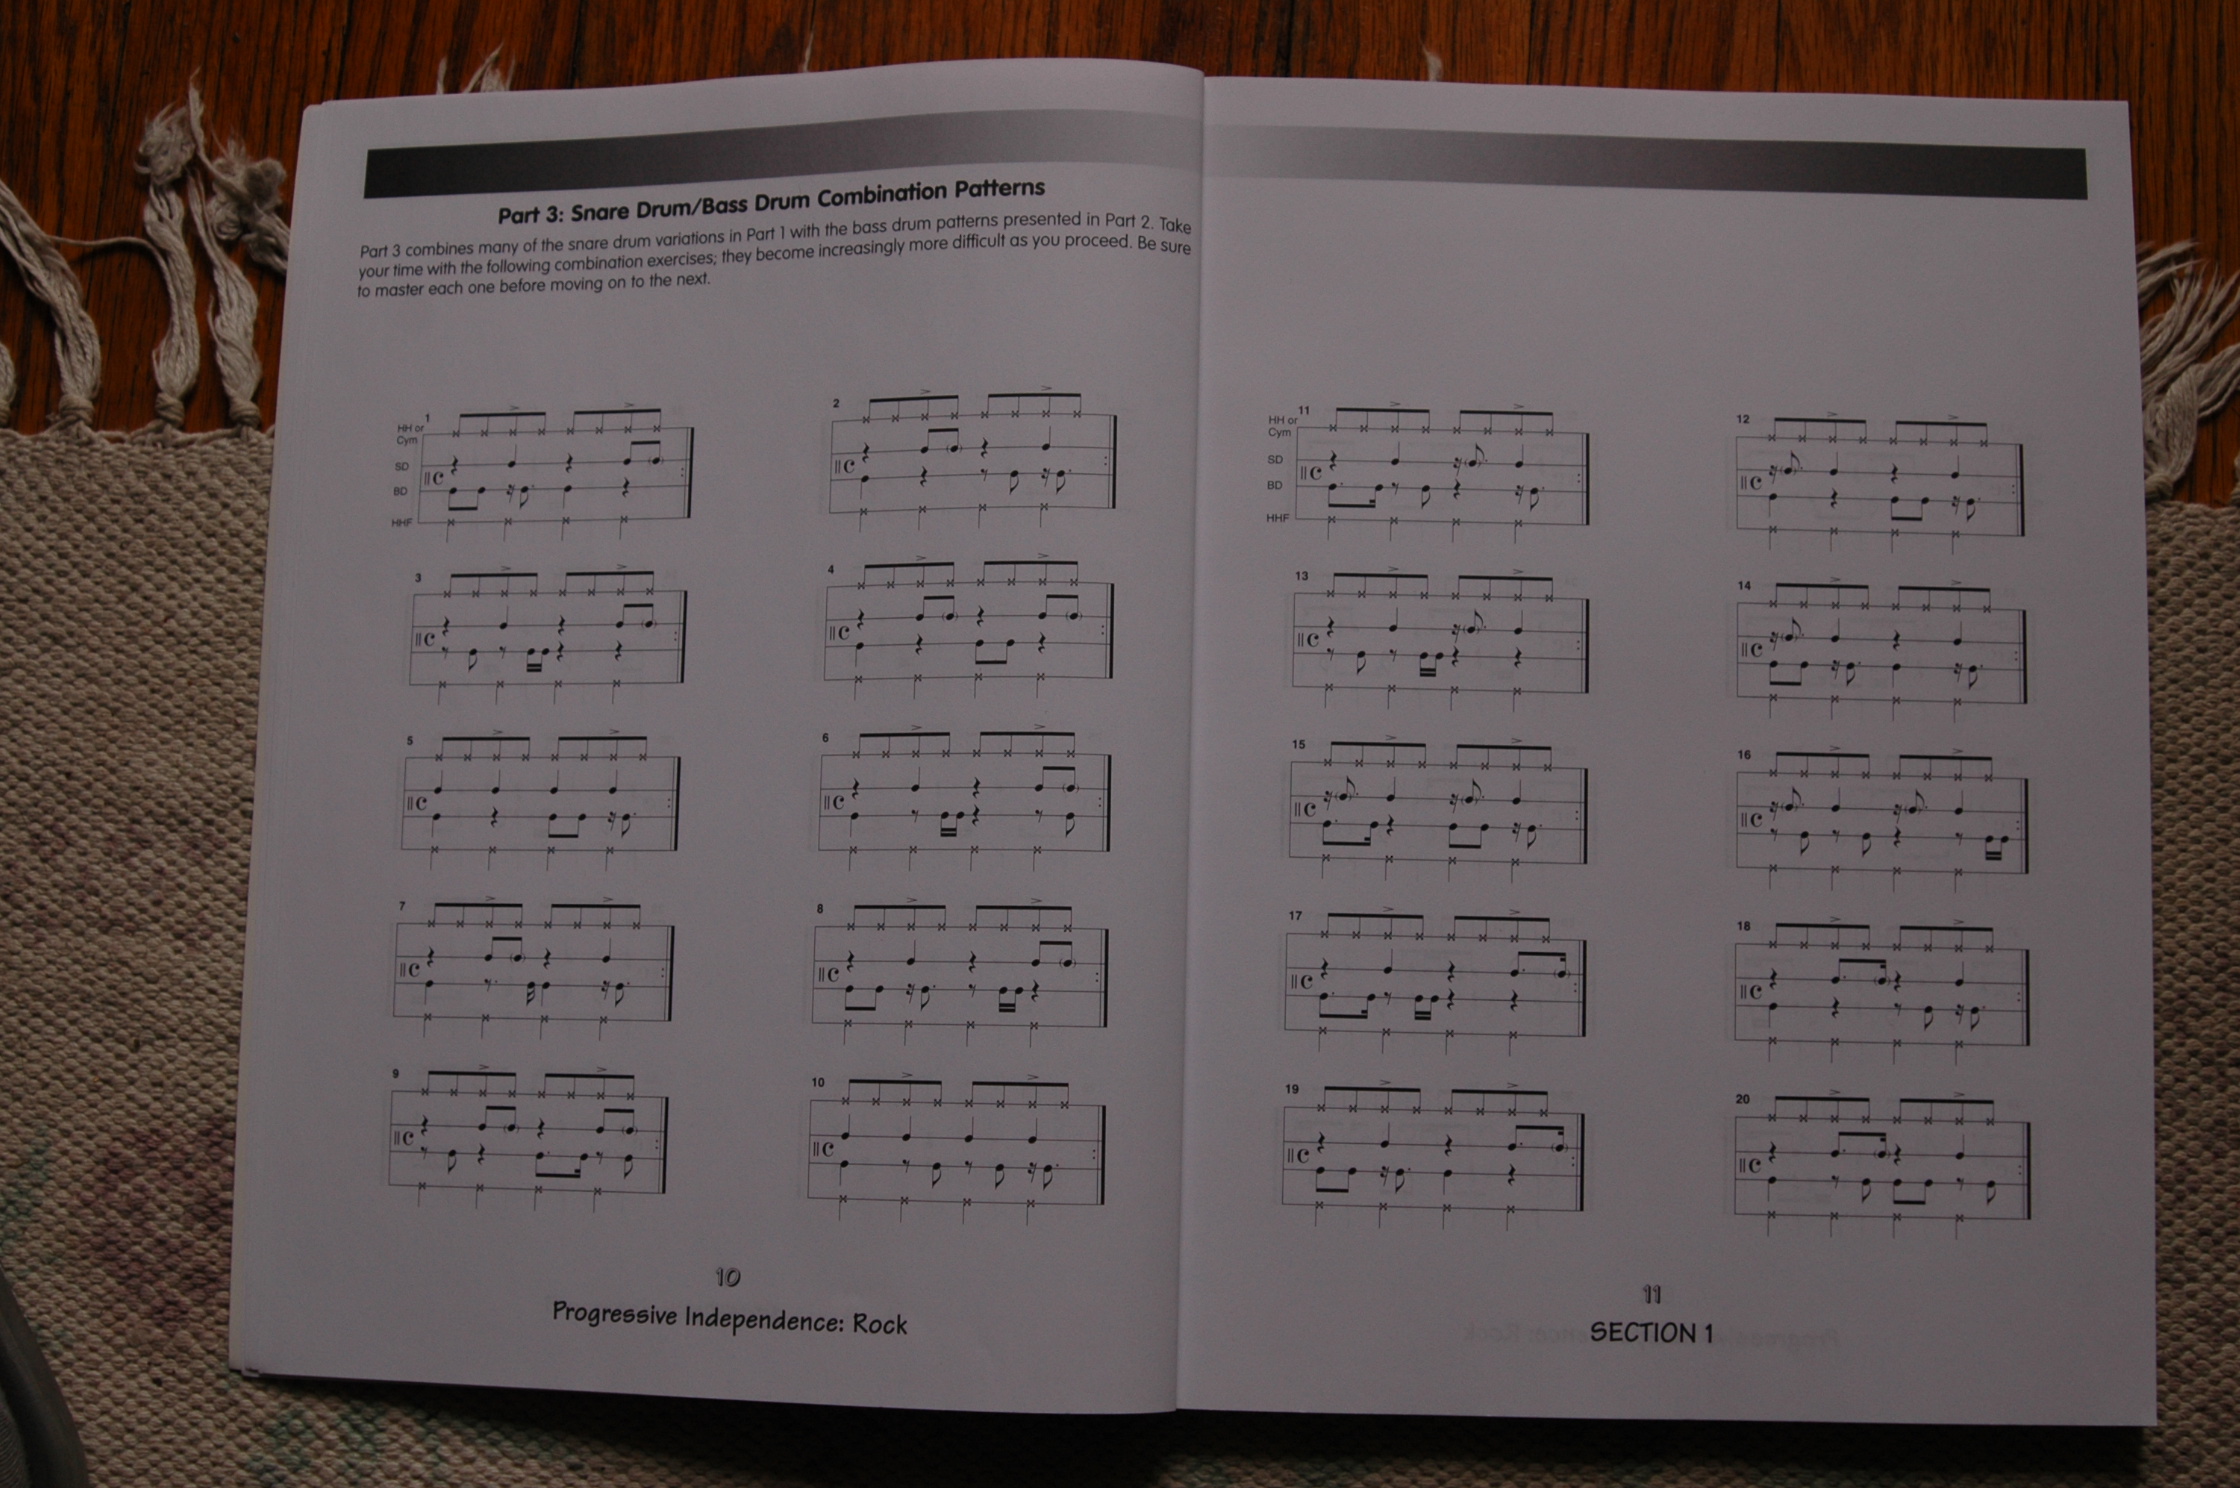 Part 3: Snare Drum/Bass Drum Combination Patterns
Part 3 combines many of the snare drum variations in Part 1 with the bass drum patterns presented in Part 2. Take
your time with the following combination exercises; they become increasingly more difficult as you proceed. Be sure
to master each one before moving on to the next.
1
2
HH or
Cym
SD
BD
HHF
3
4
5
6
7
8
9
10
10
Progressive Independence: Rock
11
12
HH or
Cym
SD
BD
HHF
13
14
15
16
17
18
19
20
11
SECTION 1